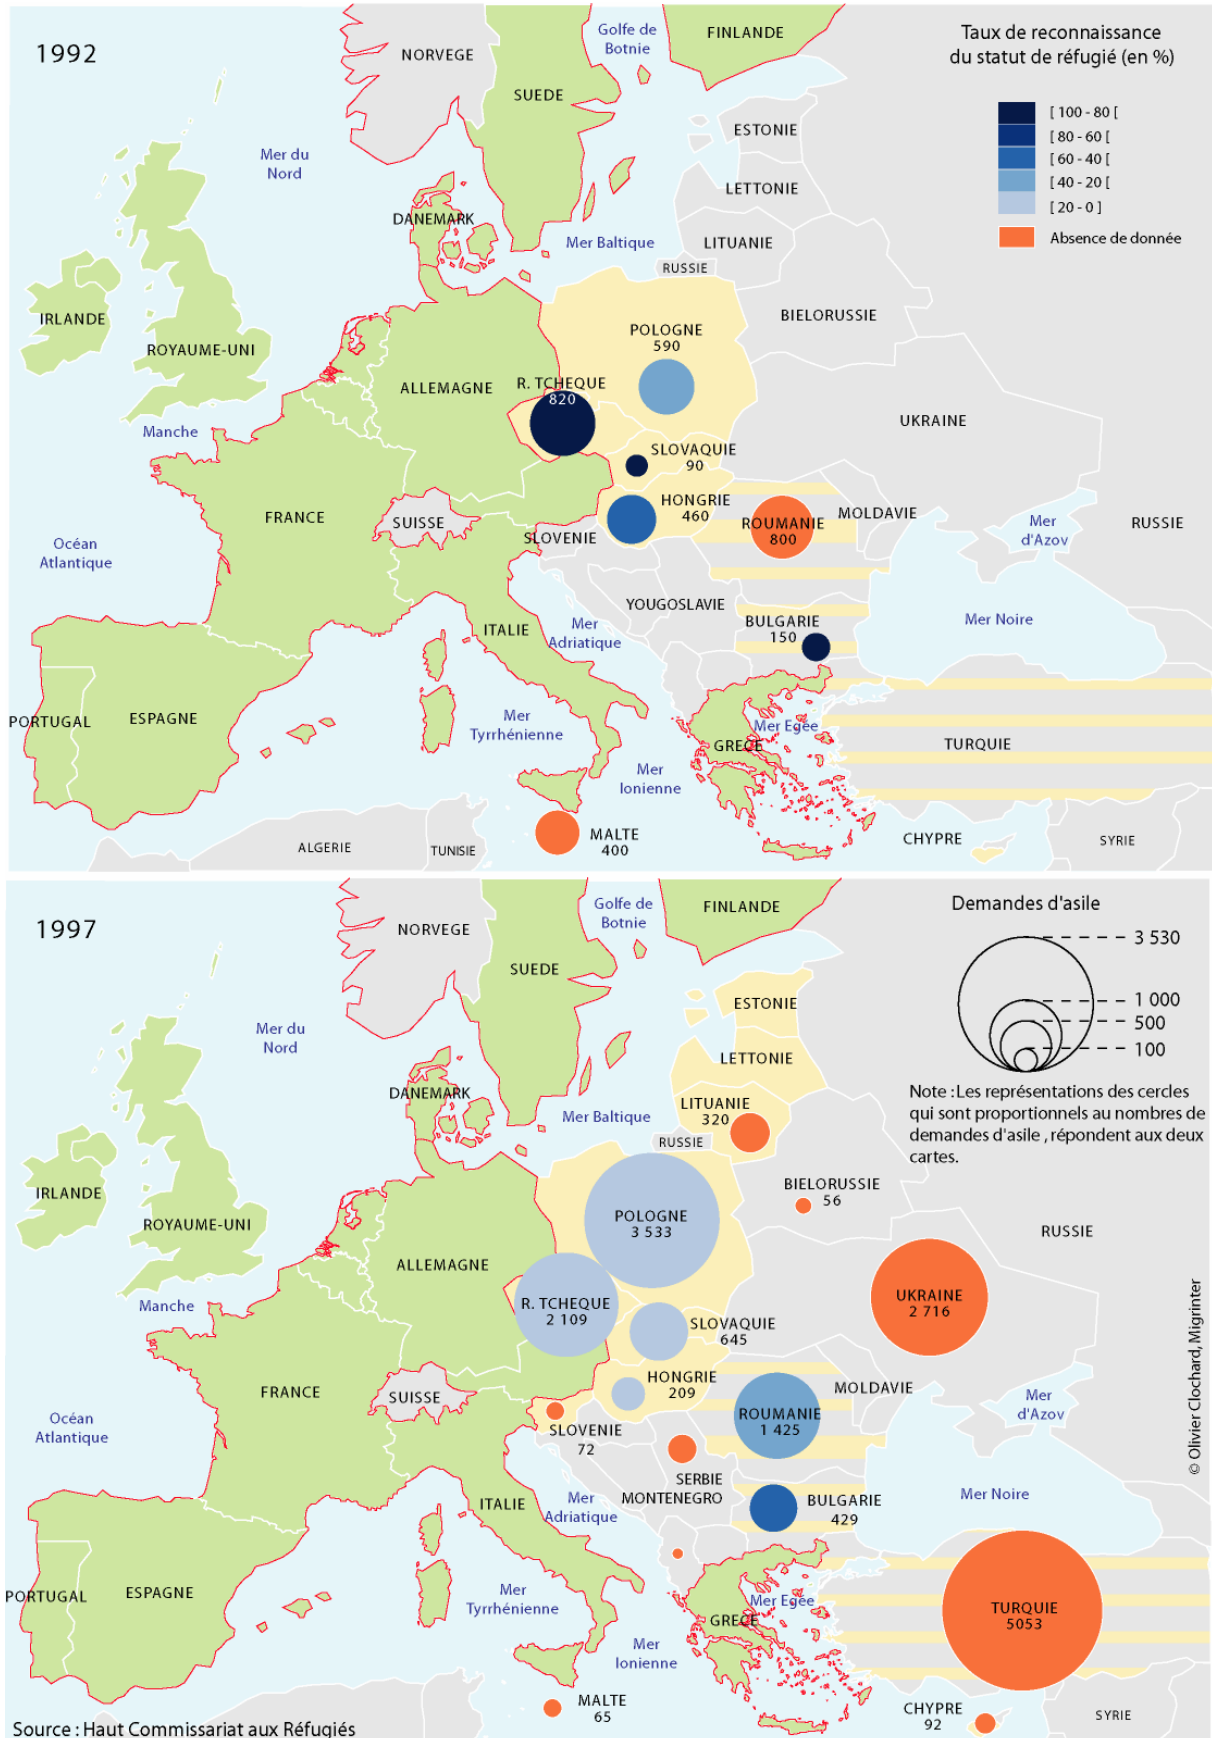 1992
Taux de reconnaissance
du statut de réfugié (en %)
[ 100 - 80 [
[ 80 - 60 [
[ 60 - 40 [
[ 40 - 20 [
[ 20 - 0 ]
Absence de donnée
NORVEGE
Golfe de
Botnie
FINLANDE
SUEDE
ESTONIE
Mer du
Nord
LETTONIE
DANEMARK
Mer Baltique
LITUANIE
RUSSIE
IRLANDE
ROYAUME-UNI
BIELORUSSIE
POLOGNE
590
ALLEMAGNE
R. TCHEQUE
820
Manche
UKRAINE
SLOVAQUIE
90
FRANCE
SUISSE
HONGRIE
460
SLOVENIE
ROUMANIE
800
MOLDAVIE
Mer
d'Azov
RUSSIE
Océan
Atlantique
YOUGOSLAVIE
BULGARIE
150
Mer Noire
ITALIE
Mer
Adriatique
PORTUGAL
ESPAGNE
Mer
Tyrrhénienne
Mer Egée
GRECE
TURQUIE
Mer
Ionienne
MALTE
400
ALGERIE
TUNISIE
CHYPRE
SYRIE
1997
Demandes d'asile
3 530
1 000
500
100
Note : Les représentations des cercles
qui sont proportionnels au nombres de
demandes d'asile , répondent aux deux
cartes.
NORVEGE
Golfe de
Botnie
FINLANDE
SUEDE
ESTONIE
Mer du
Nord
LETTONIE
DANEMARK
LITUANIE
320
Mer Baltique
RUSSIE
IRLANDE
BIELORUSSIE
56
ROYAUME-UNI
POLOGNE
3 533
RUSSIE
ALLEMAGNE
UKRAINE
2 716
Manche
R. TCHEQUE
2 109
SLOVAQUIE
645
FRANCE
SUISSE
HONGRIE
209
MOLDAVIE
Mer
d'Azov
Océan
Atlantique
SLOVENIE
72
ROUMANIE
1 425
SERBIE
MONTENEGRO
ITALIE
Mer
Adriatique
BULGARIE
429
Mer Noire
PORTUGAL
ESPAGNE
Mer
Tyrrhénienne
Mer Egée
GRECE
TURQUIE
5053
Mer
Ionienne
MALTE
65
CHYPRE
92
SYRIE
© Olivier Clochard, Migrinter
Source : Haut Commissariat aux Réfugiés